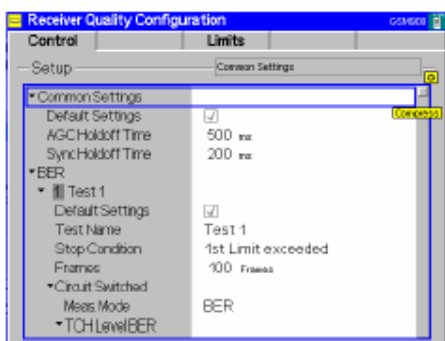 Receiver Quality Configuration GSM900
Control Limits
Setup Common Settings
Common Settings
Compress
Default Settings
AGC Holdoff Time 500 ms
Sync Holdoff Time 200 ms
BER
Test 1
Default Settings
Test Name Test 1
Stop Condition 1st Limit exceeded
Frames 100 Frames
Circuit Switched
Meas. Mode BER
TCH Level BER